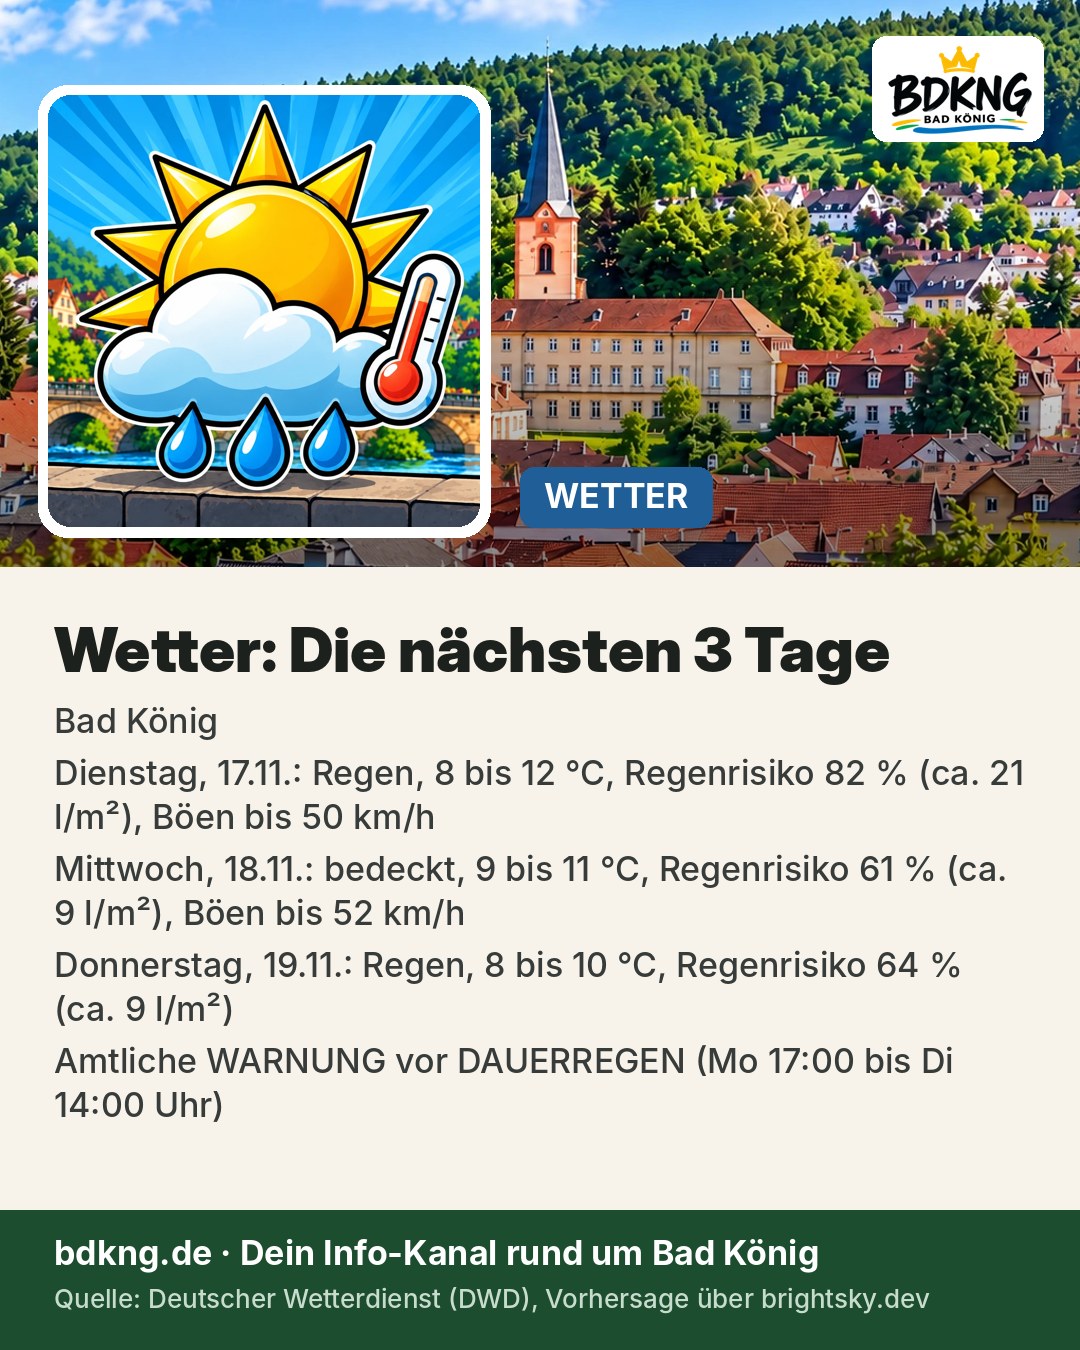 BDKNG
BAD KÖNIG
WETTER
Wetter: Die nächsten 3 Tage
Bad König
Dienstag, 17.11.: Regen, 8 bis 12 °C, Regenrisiko 82 % (ca. 21
l/m²), Böen bis 50 km/h
Mittwoch, 18.11.: bedeckt, 9 bis 11 °C, Regenrisiko 61 % (ca.
9 l/m²), Böen bis 52 km/h
Donnerstag, 19.11.: Regen, 8 bis 10 °C, Regenrisiko 64 %
(ca. 9 l/m²)
Amtliche WARNUNG vor DAUERREGEN (Mo 17:00 bis Di
14:00 Uhr)
bdkng.de · Dein Info-Kanal rund um Bad König
Quelle: Deutscher Wetterdienst (DWD), Vorhersage über brightsky.dev